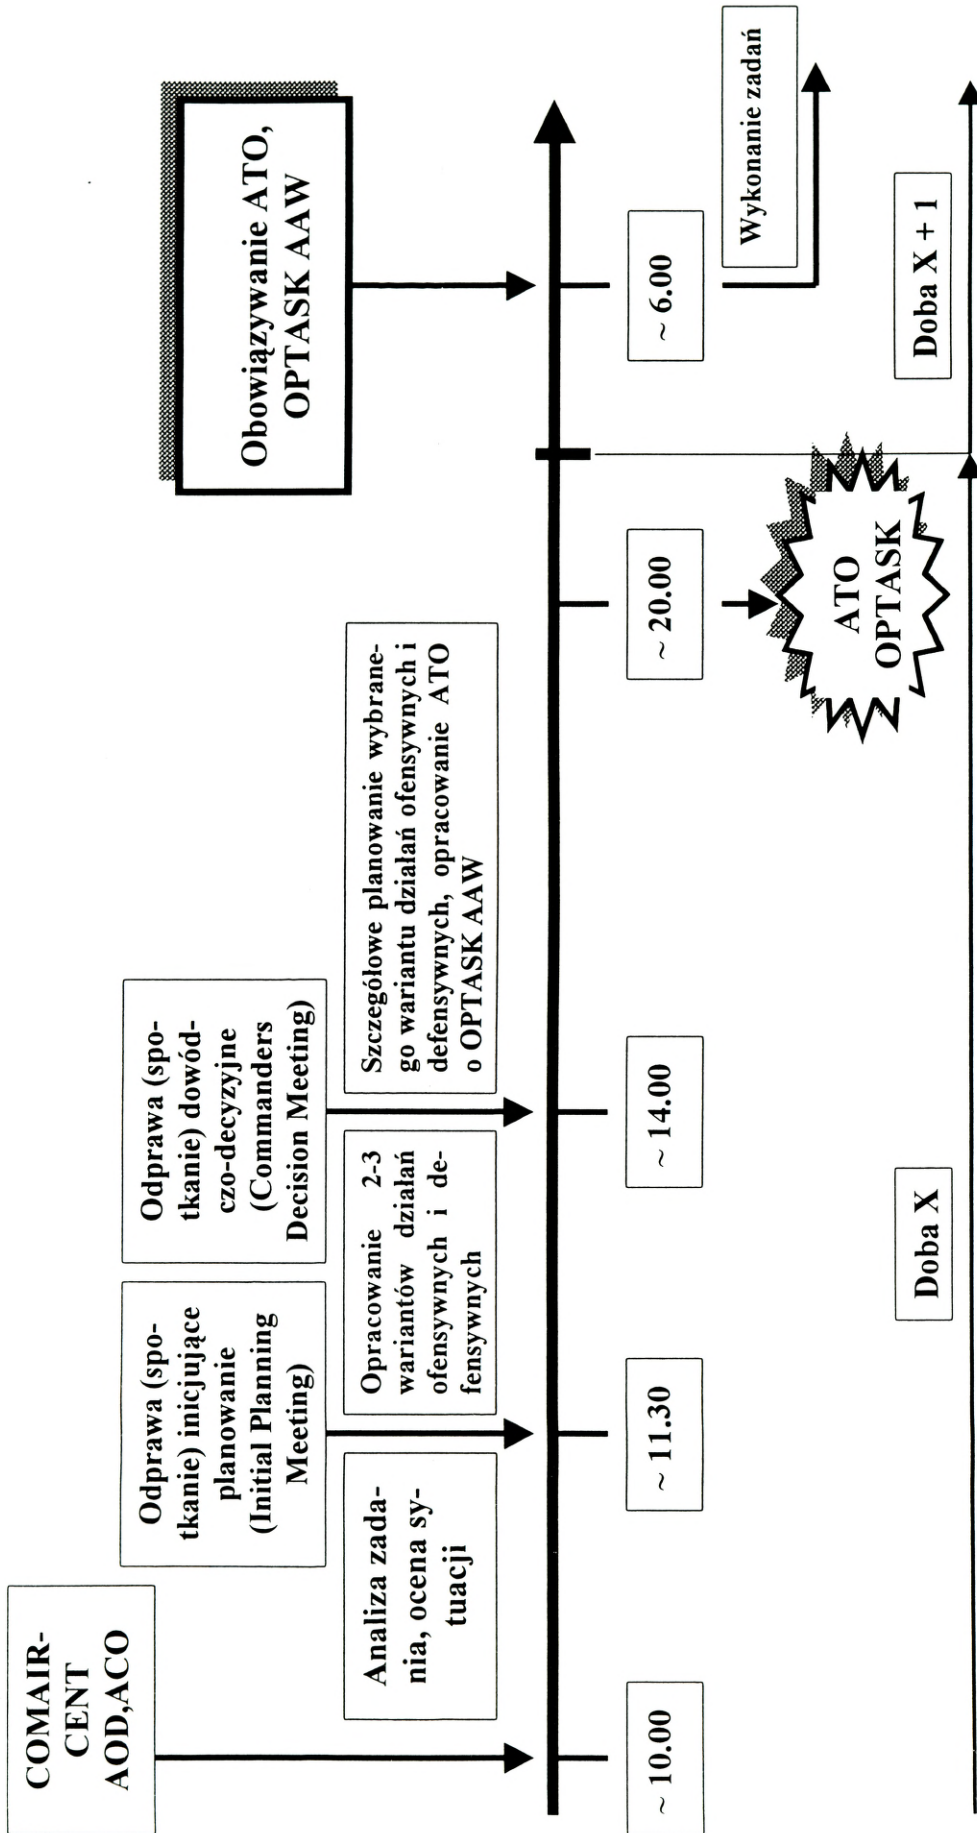 COMAIR-
CENT
AOD,ACO
Odprawa (spo-
tkanie) inicjujące
planowanie
(Initial Planning
Meeting)
Odprawa (spo-
tkanie) dowód-
czo-decyzyjne
(Commanders
Decision Meeting)
Obowiązywanie ATO,
OPTASK AAW
Analiza zada-
nia, ocena sy-
tuacji
Opracowanie 2-3
wariantów działań
ofensywnych i de-
fensywnych
Szczegółowe planowanie wybrane-
go wariantu działań ofensywnych i
defensywnych, opracowanie ATO
o OPTASK AAW
~ 10.00
~ 11.30
~ 14.00
~ 20.00
~ 6.00
Wykonanie zadań
ATO
OPTASK
Doba X
Doba X + 1